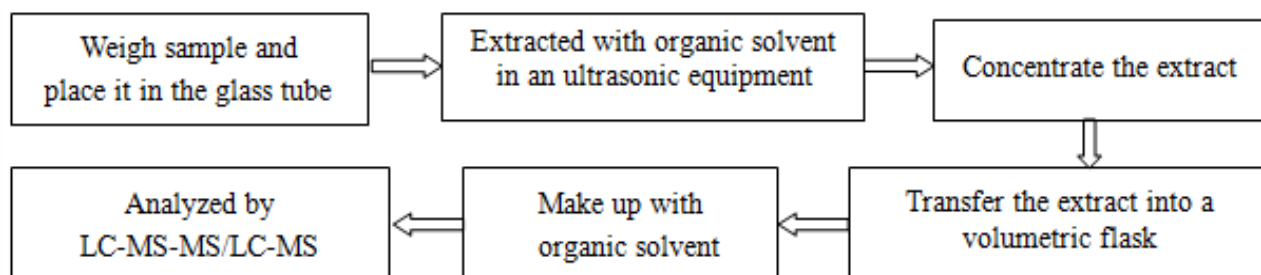 Weigh sample and
place it in the glass tube
Extracted with organic solvent
in an ultrasonic equipment
Concentrate the extract
Transfer the extract into a
volumetric flask
Make up with
organic solvent
Analyzed by
LC-MS-MS/LC-MS